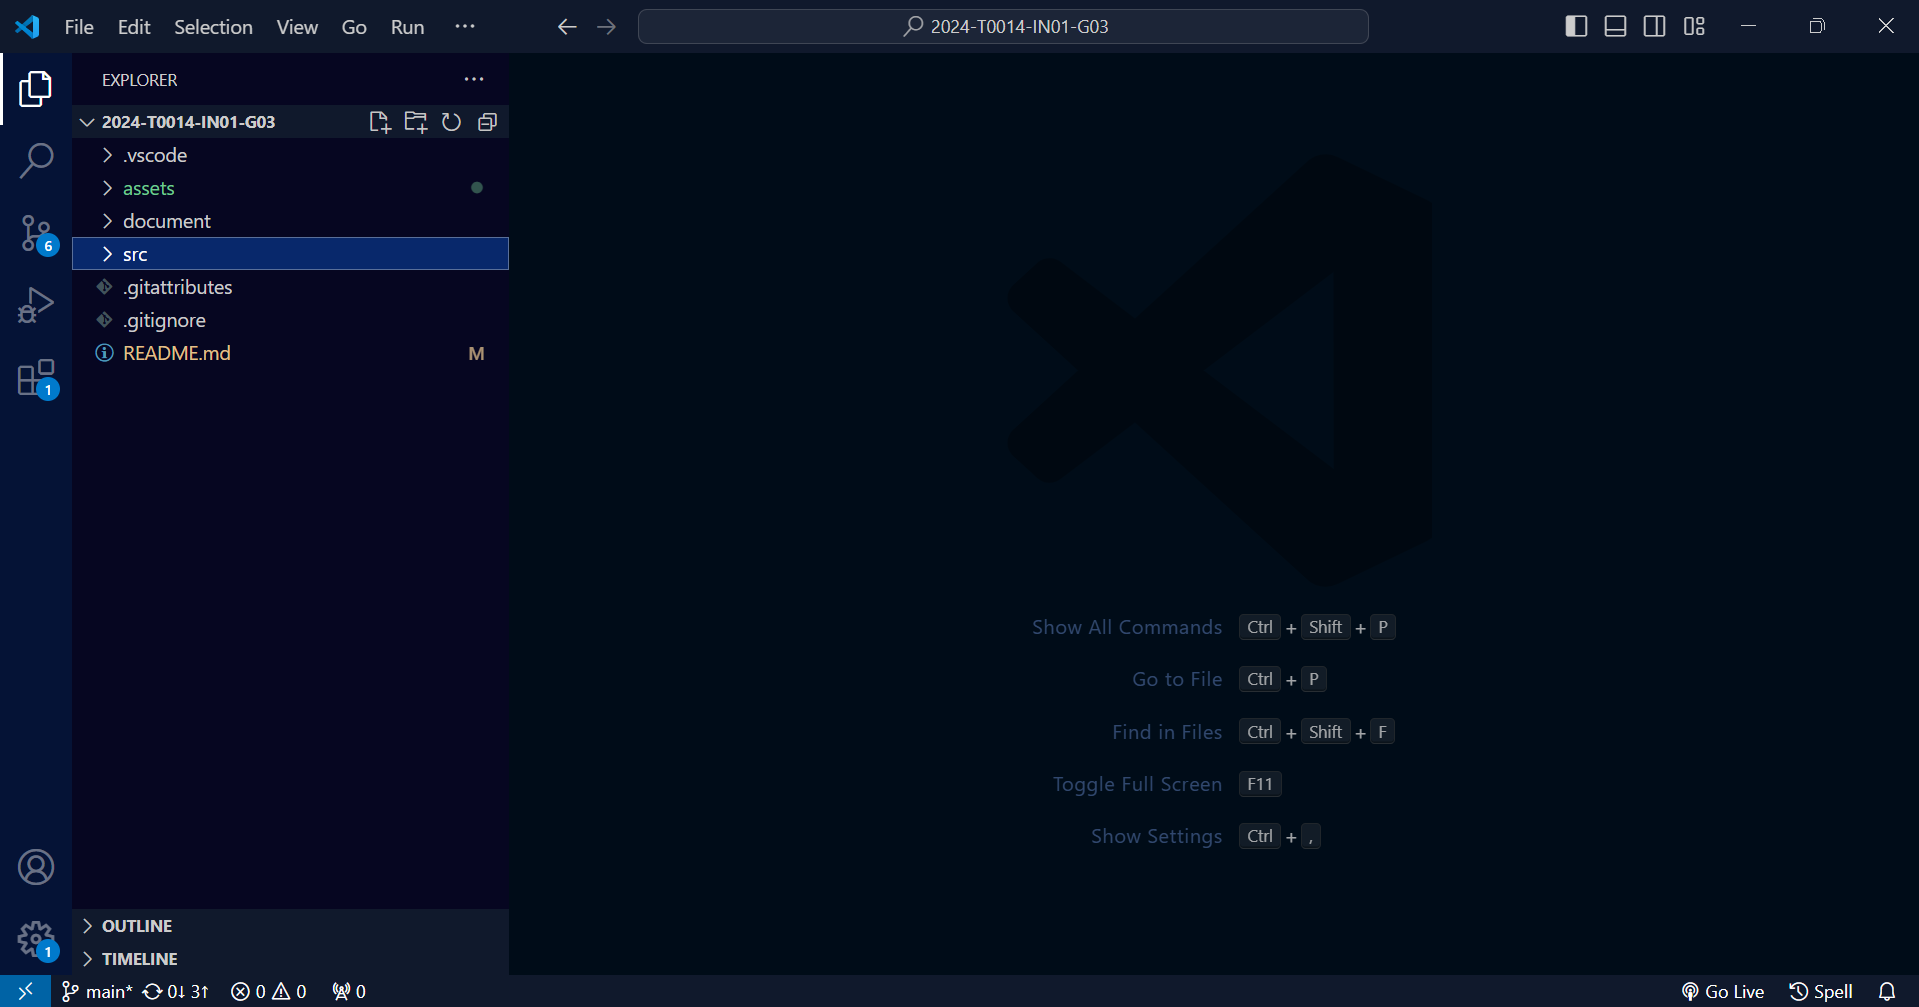 File Edit Selection View Go Run ··· 2024-T0014-IN01-G03
EXPLORER ···
2024-T0014-IN01-G03
.vscode
assets
document
6
src
.gitattributes
.gitignore
README.md M
1
Show All Commands Ctrl + Shift + P
Go to File Ctrl + P
Find in Files Ctrl + Shift + F
Toggle Full Screen F11
Show Settings Ctrl + ,
OUTLINE
1
TIMELINE
main* 0↓ 3↑ 0 0 0 Go Live Spell